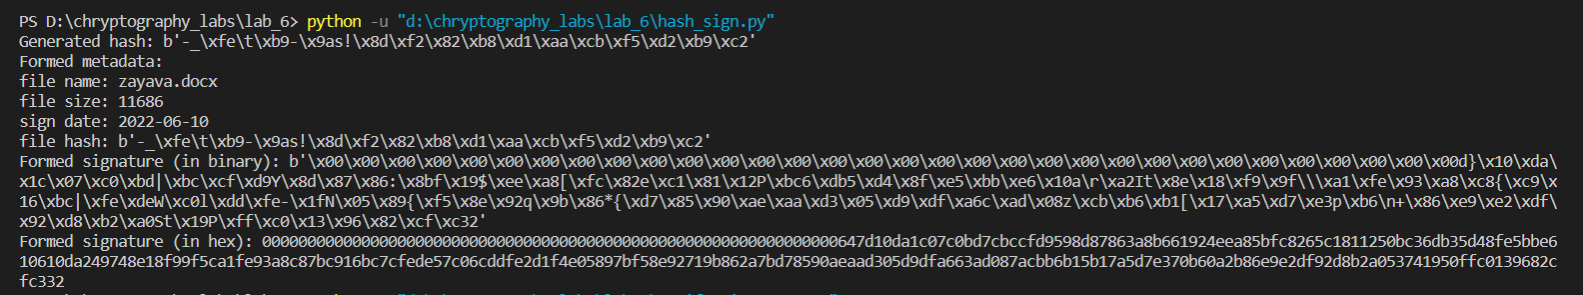 PS D:\chryptography_labs\lab_6> python -u "d:\chryptography_labs\lab_6\hash_sign.py"
Generated hash: b'-_\xfe\t\xb9-\x9as!\x8d\xf2\x82\xb8\xd1\xaa\xcb\xf5\xd2\xb9\xc2'
Formed metadata:
file name: zayava.docx
file size: 11686
sign date: 2022-06-10
file hash: b'-_\xfe\t\xb9-\x9as!\x8d\xf2\x82\xb8\xd1\xaa\xcb\xf5\xd2\xb9\xc2'
Formed signature (in binary): b'\x00\x00\x00\x00\x00\x00\x00\x00\x00\x00\x00\x00\x00\x00\x00\x00\x00\x00\x00\x00\x00\x00\x00\x00\x00\x00\x00\x00\x00\x00\x00\x00d}\x10\xda\
x1c\x07\xc0\xbd|\xbc\xcf\xd9Y\x8d\x87\x86:\x8bf\x19$\xee\xa8[\xfc\x82e\xc1\x81\x12P\xbc6\xdb5\xd4\x8f\xe5\xbb\xe6\x10a\r\xa2It\x8e\x18\xf9\x9f\\\xa1\xfe\x93\xa8\xc8{\xc9\x
16\xbc|\xfe\xdeW\xc0l\xdd\xfe-\x1fN\x05\x89{\xf5\x8e\x92q\x9b\x86*{\xd7\x85\x90\xae\xaa\xd3\x05\xd9\xdf\xa6c\xad\x08z\xcb\xb6\xb1[\x17\xa5\xd7\xe3p\xb6\n+\x86\xe9\xe2\xdf\
x92\xd8\xb2\xa0St\x19P\xff\xc0\x13\x96\x82\xcf\xc32'
Formed signature (in hex): 0000000000000000000000000000000000000000000000000000000000000000647d10da1c07c0bd7cbccfd9598d87863a8b661924eea85bfc8265c1811250bc36db35d48fe5bbe6
10610da249748e18f99f5ca1fe93a8c87bc916bc7cfede57c06cddfe2d1f4e05897bf58e92719b862a7bd78590aeaad305d9dfa663ad087acbb6b15b17a5d7e370b60a2b86e9e2df92d8b2a053741950ffc0139682c
fc332